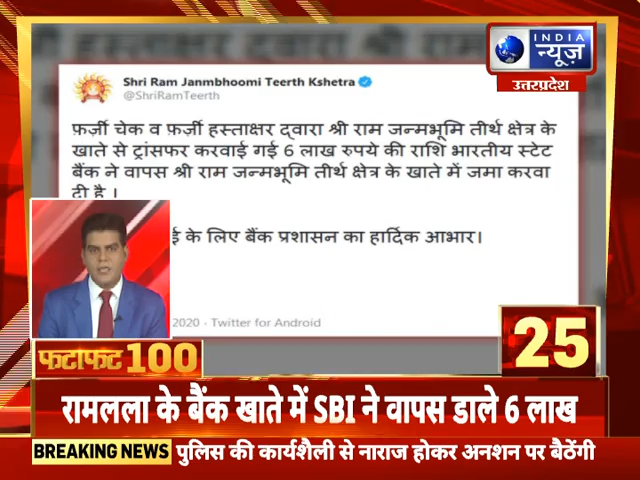 INDIA
न्यूज़
उत्तरप्रदेश
Shri Ram Janmbhoomi Teerth Kshetra
@ShriRamTeerth
फ़र्ज़ी चेक व फ़र्ज़ी हस्ताक्षर द्वारा श्री राम जन्मभूमि तीर्थ क्षेत्र के
खाते से ट्रांसफर करवाई गई 6 लाख रुपये की राशि भारतीय स्टेट
बैंक ने वापस श्री राम जन्मभूमि तीर्थ क्षेत्र के खाते में जमा करवा
दी है ।
के लिए बैंक प्रशासन का हार्दिक आभार।
2020 · Twitter for Android
25
फटाफट 100
रामलला के बैंक खाते में SBI ने वापस डाले 6 लाख
BREAKING NEWS पुलिस की कार्यशैली से नाराज होकर अनशन पर बैठेंगी